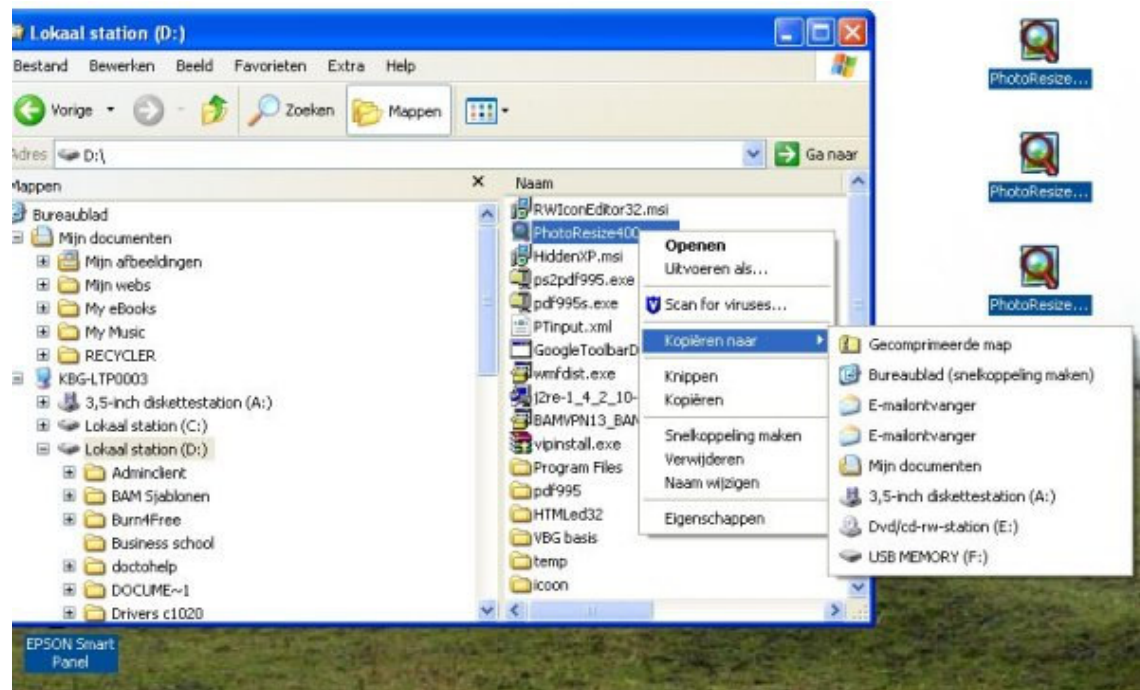 Lokaal station (D:)
Bestand Bewerken Beeld Favorieten Extra Help
Vorige Zoeken Mappen
Adres D:\ Ga naar
Mappen
Bureaublad
Mijn documenten
Mijn afbeeldingen
Mijn webs
My eBooks
My Music
RECYCLER
KBG-LTP0003
3,5-inch diskettestation (A:)
Lokaal station (C:)
Lokaal station (D:)
Adminclient
BAM Sjablonen
Burn4Free
Business school
doctohelp
DOCUME~1
Drivers c1020
Naam
RWIconEditor32.msi
PhotoResize400
HiddenXP.msi
ps2pdf995.exe
pdf995s.exe
PTinput.xml
GoogleToolbarD
wmfdist.exe
j2re-1_4_2_10-
BAMVPN13_BAM
vipinstall.exe
Program Files
pdf995
HTMLed32
VBG basis
temp
icoon
Openen
Uitvoeren als...
Scan for viruses...
Kopiëren naar
Knippen
Kopiëren
Snelkoppeling maken
Verwijderen
Naam wijzigen
Eigenschappen
Gecomprimeerde map
Bureaublad (snelkoppeling maken)
E-mailontvanger
E-mailontvanger
Mijn documenten
3,5-inch diskettestation (A:)
Dvd/cd-rw-station (E:)
USB MEMORY (F:)
PhotoResize...
PhotoResize...
PhotoResize...
EPSON Smart
Panel